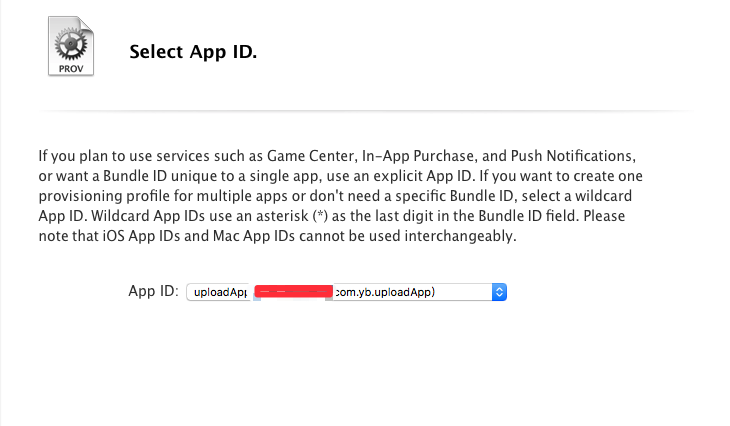 PROV
Select App ID.
If you plan to use services such as Game Center, In-App Purchase, and Push Notifications,
or want a Bundle ID unique to a single app, use an explicit App ID. If you want to create one
provisioning profile for multiple apps or don't need a specific Bundle ID, select a wildcard
App ID. Wildcard App IDs use an asterisk (*) as the last digit in the Bundle ID field. Please
note that iOS App IDs and Mac App IDs cannot be used interchangeably.
App ID: uploadApp com.yb.uploadApp)